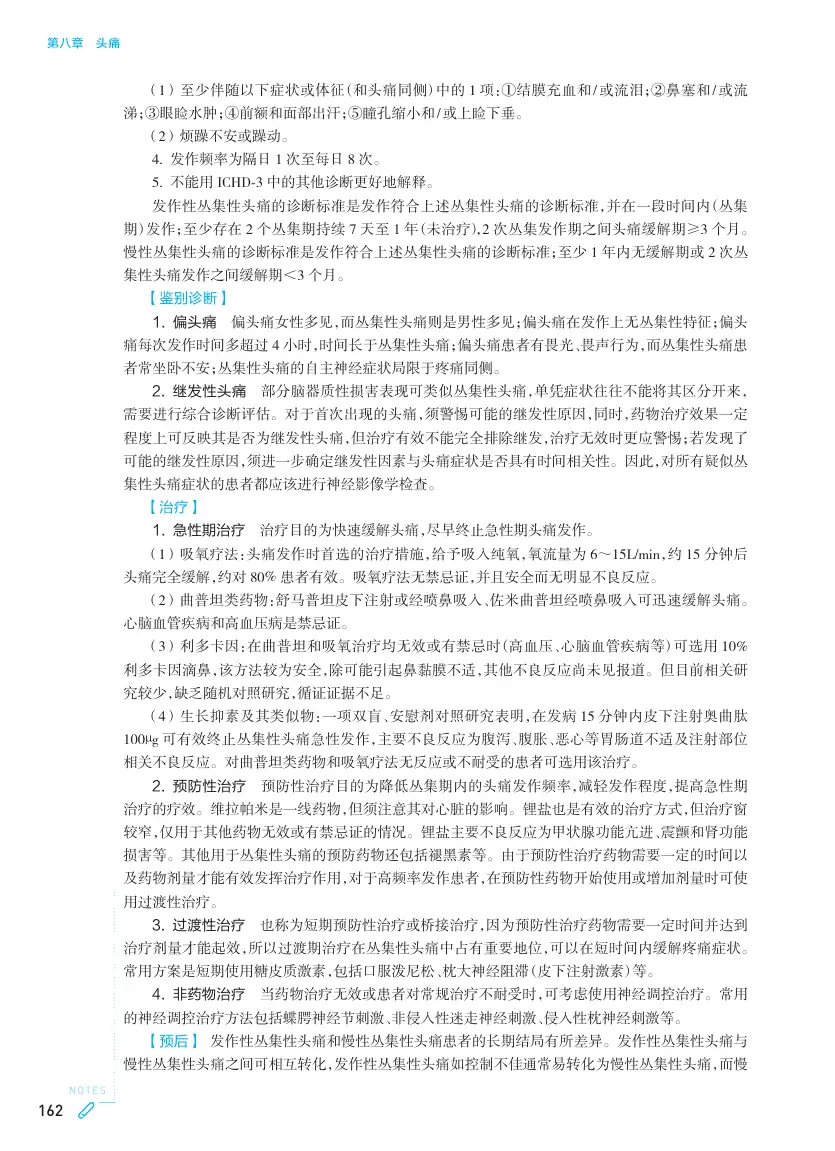 第八章　头痛
（1）至少伴随以下症状或体征（和头痛同侧）中的 1 项：①结膜充血和/或流泪；②鼻塞和/或流
涕；③眼睑水肿；④前额和面部出汗；⑤瞳孔缩小和/或上睑下垂。
（2）烦躁不安或躁动。
4. 发作频率为隔日 1 次至每日 8 次。
5. 不能用 ICHD-3 中的其他诊断更好地解释。
发作性丛集性头痛的诊断标准是发作符合上述丛集性头痛的诊断标准，并在一段时间内（丛集
期）发作；至少存在 2 个丛集期持续 7 天至 1 年（未治疗），2 次丛集发作期之间头痛缓解期≥3 个月。
慢性丛集性头痛的诊断标准是发作符合上述丛集性头痛的诊断标准；至少 1 年内无缓解期或 2 次丛
集性头痛发作之间缓解期＜3 个月。
【鉴别诊断】
1. 偏头痛　偏头痛女性多见，而丛集性头痛则是男性多见；偏头痛在发作上无丛集性特征；偏头
痛每次发作时间多超过 4 小时，时间长于丛集性头痛；偏头痛患者有畏光、畏声行为，而丛集性头痛患
者常坐卧不安；丛集性头痛的自主神经症状局限于疼痛同侧。
2. 继发性头痛　部分脑器质性损害表现可类似丛集性头痛，单凭症状往往不能将其区分开来，
需要进行综合诊断评估。对于首次出现的头痛，须警惕可能的继发性原因，同时，药物治疗效果一定
程度上可反映其是否为继发性头痛，但治疗有效不能完全排除继发，治疗无效时更应警惕；若发现了
可能的继发性原因，须进一步确定继发性因素与头痛症状是否具有时间相关性。因此，对所有疑似丛
集性头痛症状的患者都应该进行神经影像学检查。
【治疗】
1. 急性期治疗　治疗目的为快速缓解头痛，尽早终止急性期头痛发作。
（1）吸氧疗法：头痛发作时首选的治疗措施，给予吸入纯氧，氧流量为 6～15L/min，约 15 分钟后
头痛完全缓解，约对 80% 患者有效。吸氧疗法无禁忌证，并且安全而无明显不良反应。
（2）曲普坦类药物：舒马普坦皮下注射或经喷鼻吸入、佐米曲普坦经喷鼻吸入可迅速缓解头痛。
心脑血管疾病和高血压病是禁忌证。
（3）利多卡因：在曲普坦和吸氧治疗均无效或有禁忌时（高血压、心脑血管疾病等）可选用 10%
利多卡因滴鼻，该方法较为安全，除可能引起鼻黏膜不适，其他不良反应尚未见报道。但目前相关研
究较少，缺乏随机对照研究，循证证据不足。
（4）生长抑素及其类似物：一项双盲、安慰剂对照研究表明，在发病 15 分钟内皮下注射奥曲肽
100μg 可有效终止丛集性头痛急性发作，主要不良反应为腹泻、腹胀、恶心等胃肠道不适及注射部位
相关不良反应。对曲普坦类药物和吸氧疗法无反应或不耐受的患者可选用该治疗。
2. 预防性治疗　预防性治疗目的为降低丛集期内的头痛发作频率，减轻发作程度，提高急性期
治疗的疗效。维拉帕米是一线药物，但须注意其对心脏的影响。锂盐也是有效的治疗方式，但治疗窗
较窄，仅用于其他药物无效或有禁忌证的情况。锂盐主要不良反应为甲状腺功能亢进、震颤和肾功能
损害等。其他用于丛集性头痛的预防药物还包括褪黑素等。由于预防性治疗药物需要一定的时间以
及药物剂量才能有效发挥治疗作用，对于高频率发作患者，在预防性药物开始使用或增加剂量时可使
用过渡性治疗。
3. 过渡性治疗　也称为短期预防性治疗或桥接治疗，因为预防性治疗药物需要一定时间并达到
治疗剂量才能起效，所以过渡期治疗在丛集性头痛中占有重要地位，可以在短时间内缓解疼痛症状。
常用方案是短期使用糖皮质激素，包括口服泼尼松、枕大神经阻滞（皮下注射激素）等。
4. 非药物治疗　当药物治疗无效或患者对常规治疗不耐受时，可考虑使用神经调控治疗。常用
的神经调控治疗方法包括蝶腭神经节刺激、非侵入性迷走神经刺激、侵入性枕神经刺激等。
【预后】 发作性丛集性头痛和慢性丛集性头痛患者的长期结局有所差异。发作性丛集性头痛与
慢性丛集性头痛之间可相互转化，发作性丛集性头痛如控制不佳通常易转化为慢性丛集性头痛，而慢
NOTES
162